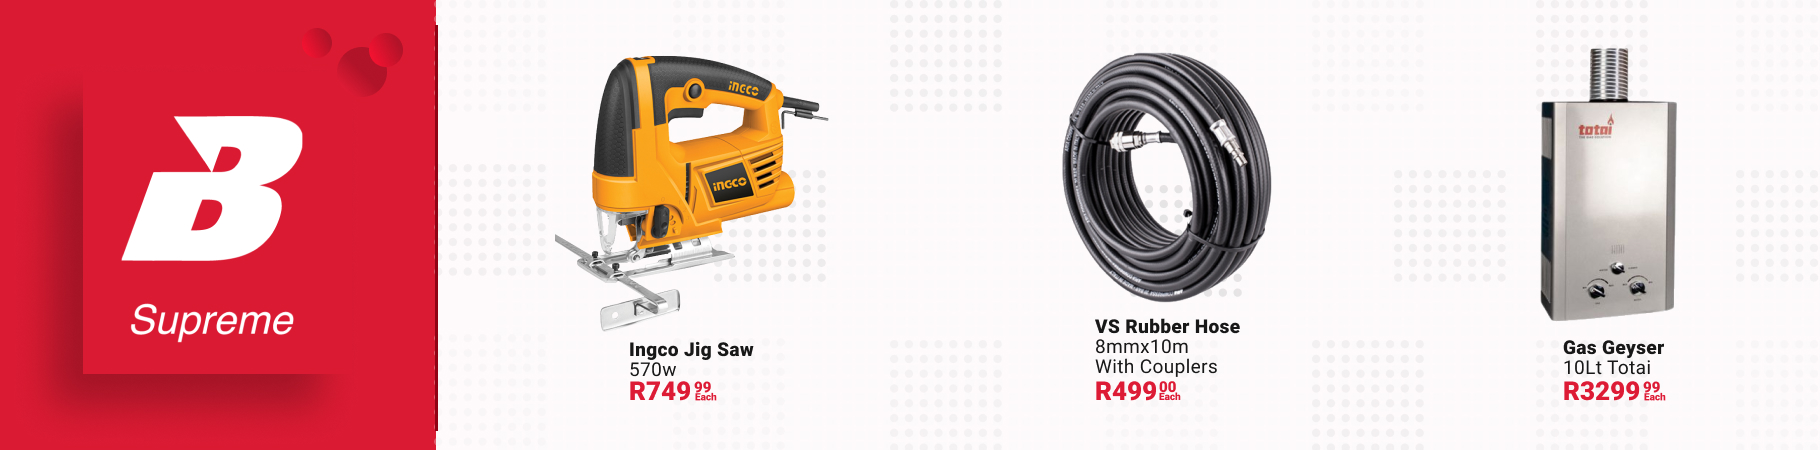 B
Supreme
INGCO
INGCO
Ingco Jig Saw
570w
R749 99 Each
VS Rubber Hose
8mmx10m
With Couplers
R499 00 Each
totai
Gas Geyser
10Lt Totai
R3299 99 Each